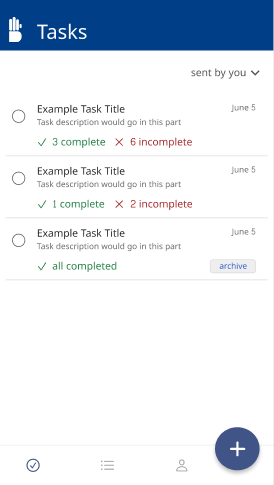 Tasks
sent by you
Example Task Title June 5
Task description would go in this part
3 complete 6 incomplete
Example Task Title June 5
Task description would go in this part
1 complete 2 incomplete
Example Task Title June 5
Task description would go in this part
all completed archive